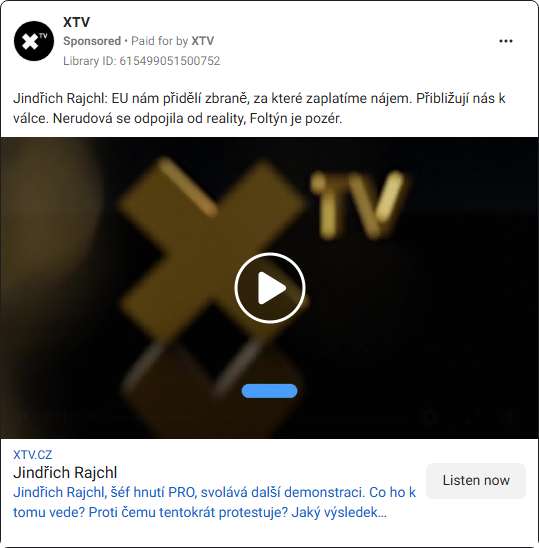 XTV
Sponsored • Paid for by XTV
Library ID: 615499051500752
Jindřich Rajchl: EU nám přidělí zbraně, za které zaplatíme nájem. Přibližují nás k
válce. Nerudová se odpojila od reality, Foltýn je pozér.
XTV
XTV.CZ
Jindřich Rajchl
Jindřich Rajchl, šéf hnutí PRO, svolává další demonstraci. Co ho k
tomu vede? Proti čemu tentokrát protestuje? Jaký výsledek...
Listen now